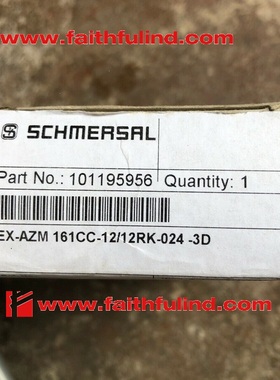 www.faithfulind.com
S SCHMERSAL
Part No.: 101195956 Quantity: 1
EX-AZM 161CC-12/12RK-024 -3D
www.faithfulind.com